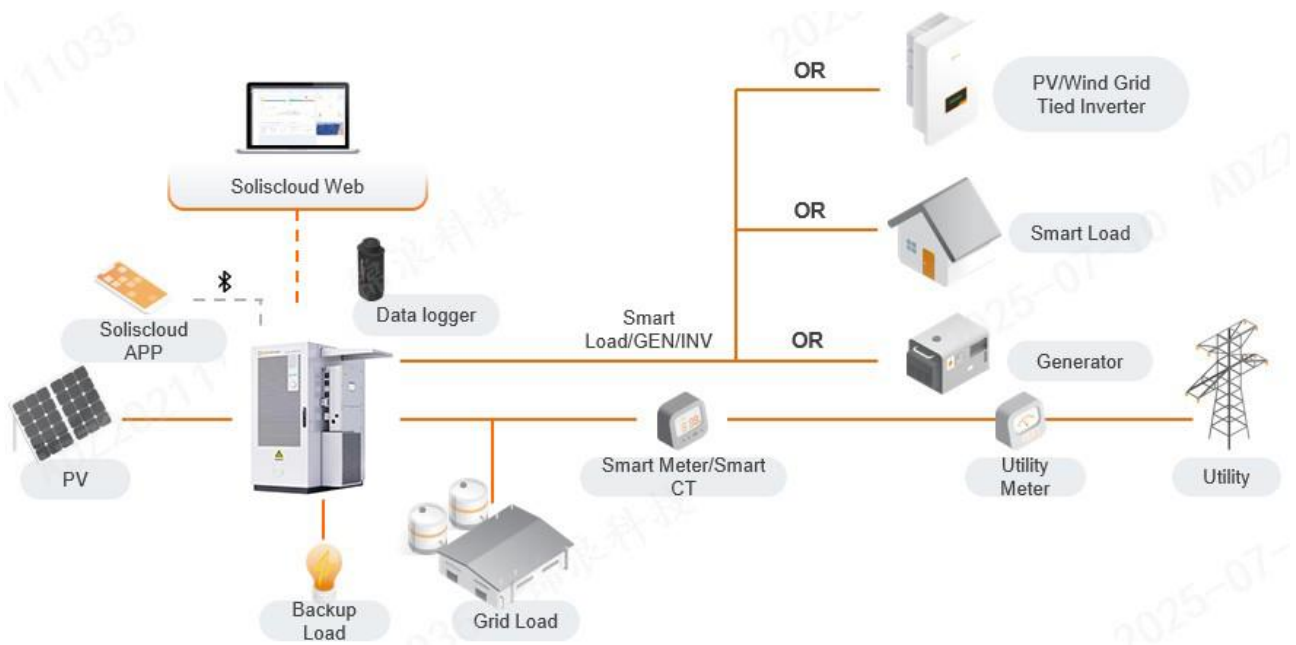 OR
PV/Wind Grid
Tied Inverter
Soliscloud Web
OR
Smart Load
Data logger
Soliscloud
APP
Smart
Load/GEN/INV
OR
Generator
PV
Smart Meter/Smart
CT
Utility
Meter
Utility
Backup
Load
Grid Load